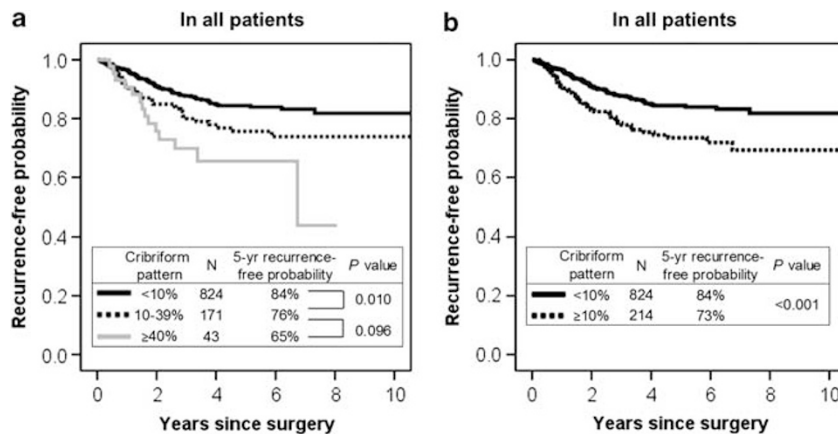 a
In all patients
Recurrence-free probability
1.0
0.8
0.6
0.4
0.2
0.0
Cribriform pattern N 5-yr recurrence-free probability P value
<10% 824 84%
0.010
10-39% 171 76%
0.096
≥40% 43 65%
0 2 4 6 8 10
Years since surgery
b
In all patients
Recurrence-free probability
1.0
0.8
0.6
0.4
0.2
0.0
Cribriform pattern N 5-yr recurrence-free probability P value
<10% 824 84%
<0.001
≥10% 214 73%
0 2 4 6 8 10
Years since surgery